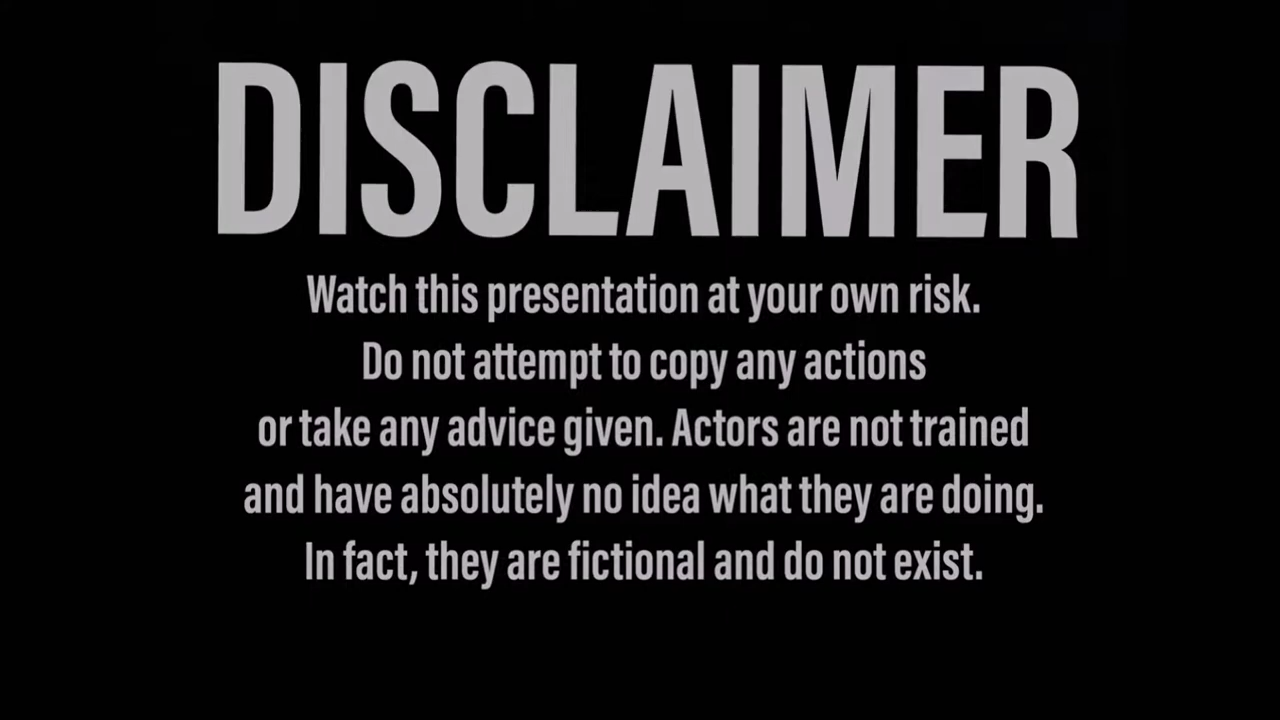 DISCLAIMER
Watch this presentation at your own risk.
Do not attempt to copy any actions
or take any advice given. Actors are not trained
and have absolutely no idea what they are doing.
In fact, they are fictional and do not exist.